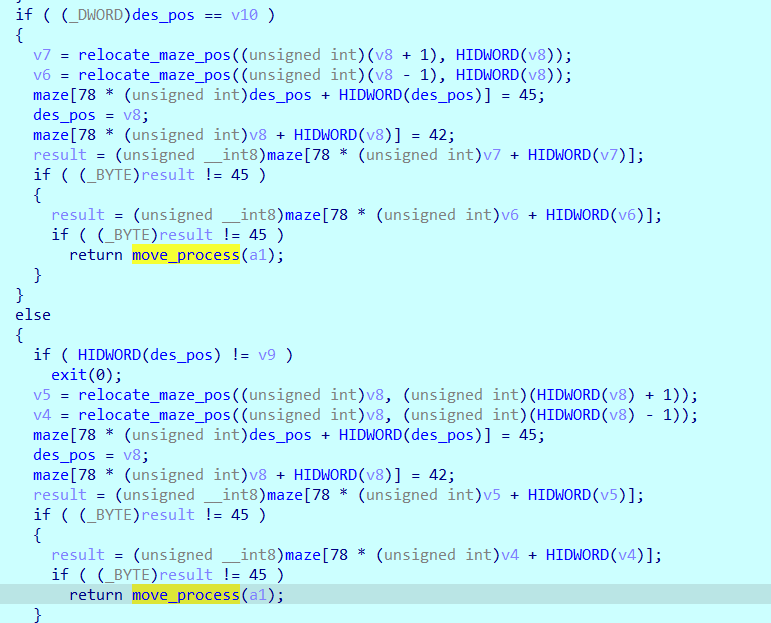 if ( (_DWORD)des_pos == v10 )
{
v7 = relocate_maze_pos((unsigned int)(v8 + 1), HIDWORD(v8));
v6 = relocate_maze_pos((unsigned int)(v8 - 1), HIDWORD(v8));
maze[78 * (unsigned int)des_pos + HIDWORD(des_pos)] = 45;
des_pos = v8;
maze[78 * (unsigned int)v8 + HIDWORD(v8)] = 42;
result = (unsigned __int8)maze[78 * (unsigned int)v7 + HIDWORD(v7)];
if ( (_BYTE)result != 45 )
{
result = (unsigned __int8)maze[78 * (unsigned int)v6 + HIDWORD(v6)];
if ( (_BYTE)result != 45 )
return move_process(a1);
}
}
else
{
if ( HIDWORD(des_pos) != v9 )
exit(0);
v5 = relocate_maze_pos((unsigned int)v8, (unsigned int)(HIDWORD(v8) + 1));
v4 = relocate_maze_pos((unsigned int)v8, (unsigned int)(HIDWORD(v8) - 1));
maze[78 * (unsigned int)des_pos + HIDWORD(des_pos)] = 45;
des_pos = v8;
maze[78 * (unsigned int)v8 + HIDWORD(v8)] = 42;
result = (unsigned __int8)maze[78 * (unsigned int)v5 + HIDWORD(v5)];
if ( (_BYTE)result != 45 )
{
result = (unsigned __int8)maze[78 * (unsigned int)v4 + HIDWORD(v4)];
if ( (_BYTE)result != 45 )
return move_process(a1);
}